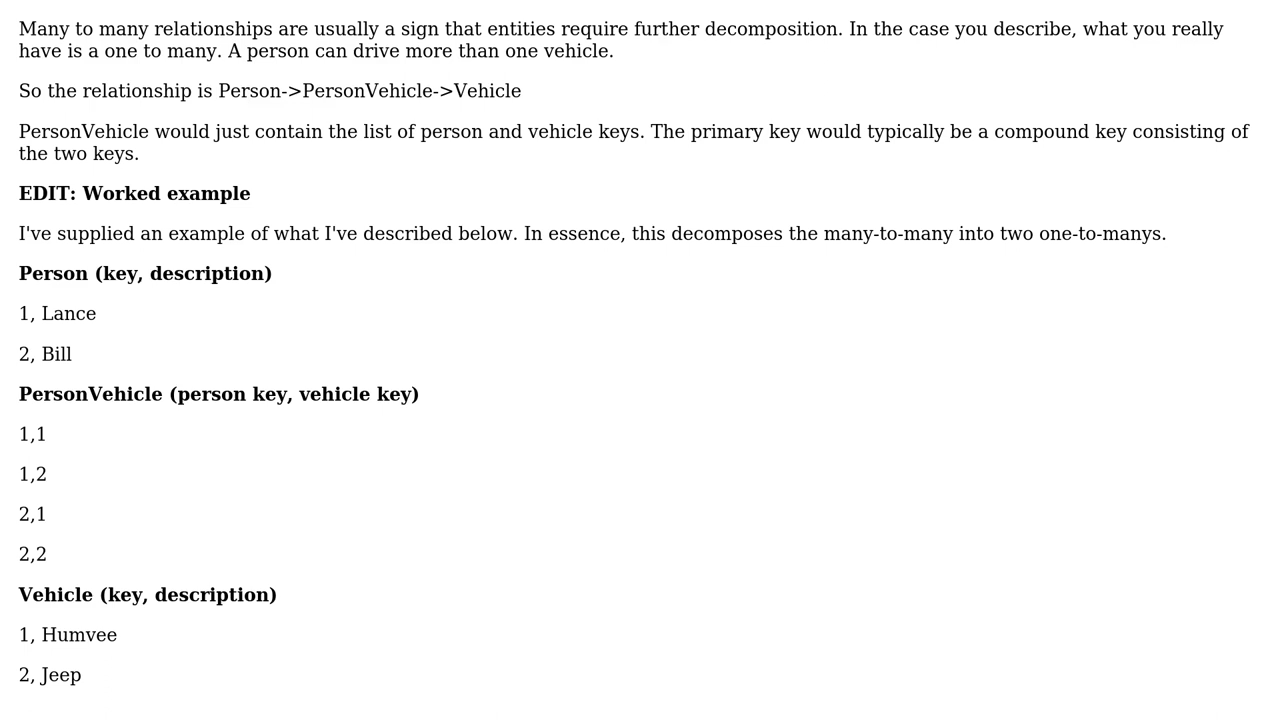 Many to many relationships are usually a sign that entities require further decomposition. In the case you describe, what you really
have is a one to many. A person can drive more than one vehicle.
So the relationship is Person->PersonVehicle->Vehicle
PersonVehicle would just contain the list of person and vehicle keys. The primary key would typically be a compound key consisting of
the two keys.
EDIT: Worked example
I've supplied an example of what I've described below. In essence, this decomposes the many-to-many into two one-to-manys.
Person (key, description)
1, Lance
2, Bill
PersonVehicle (person key, vehicle key)
1,1
1,2
2,1
2,2
Vehicle (key, description)
1, Humvee
2, Jeep